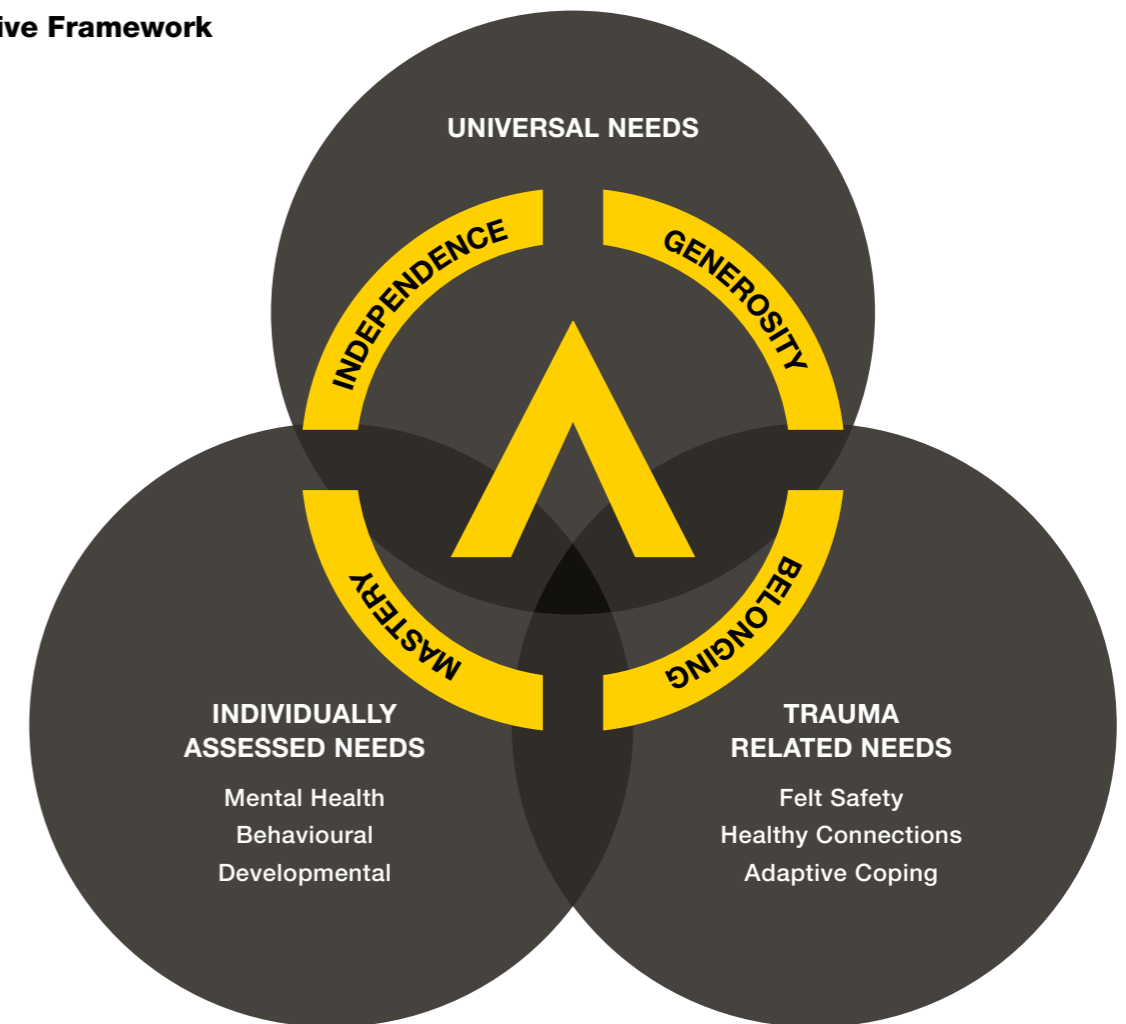 ive Framework
UNIVERSAL NEEDS
INDEPENDENCE
GENEROSITY
MASTERY
BELONGING
INDIVIDUALLY
ASSESSED NEEDS
Mental Health
Behavioural
Developmental
TRAUMA
RELATED NEEDS
Felt Safety
Healthy Connections
Adaptive Coping